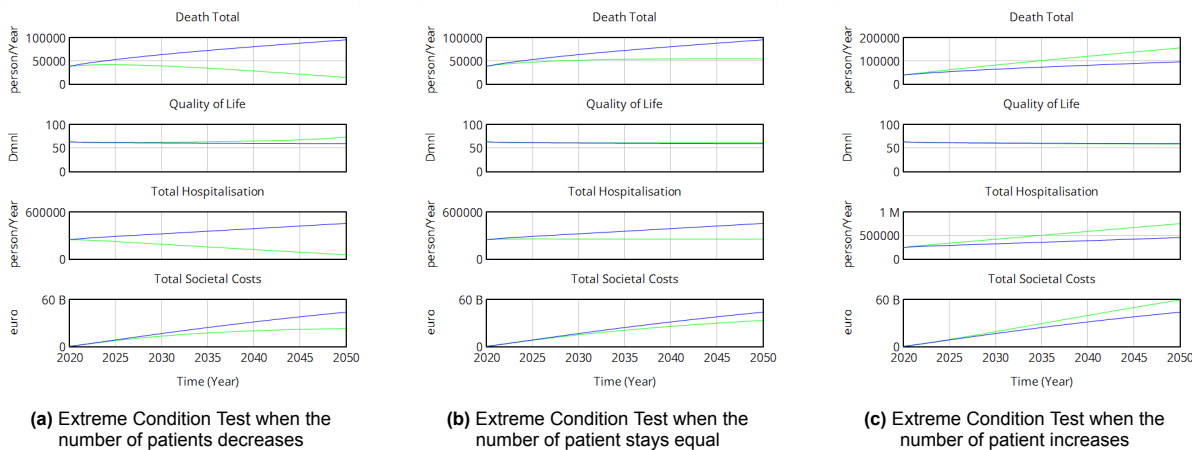 Death Total
100000
50000
0
person/Year
Quality of Life
100
50
0
Dmnl
Total Hospitalisation
600000
0
person/Year
Total Societal Costs
60 B
0
euro
2020 2025 2030 2035 2040 2045 2050
Time (Year)
(a) Extreme Condition Test when the
number of patients decreases
Death Total
100000
50000
0
person/Year
Quality of Life
100
50
0
Dmnl
Total Hospitalisation
600000
0
person/Year
Total Societal Costs
60 B
0
euro
2020 2025 2030 2035 2040 2045 2050
Time (Year)
(b) Extreme Condition Test when the
number of patient stays equal
Death Total
200000
100000
0
person/Year
Quality of Life
100
50
0
Dmnl
Total Hospitalisation
1 M
500000
0
person/Year
Total Societal Costs
60 B
0
euro
2020 2025 2030 2035 2040 2045 2050
Time (Year)
(c) Extreme Condition Test when the
number of patient increases